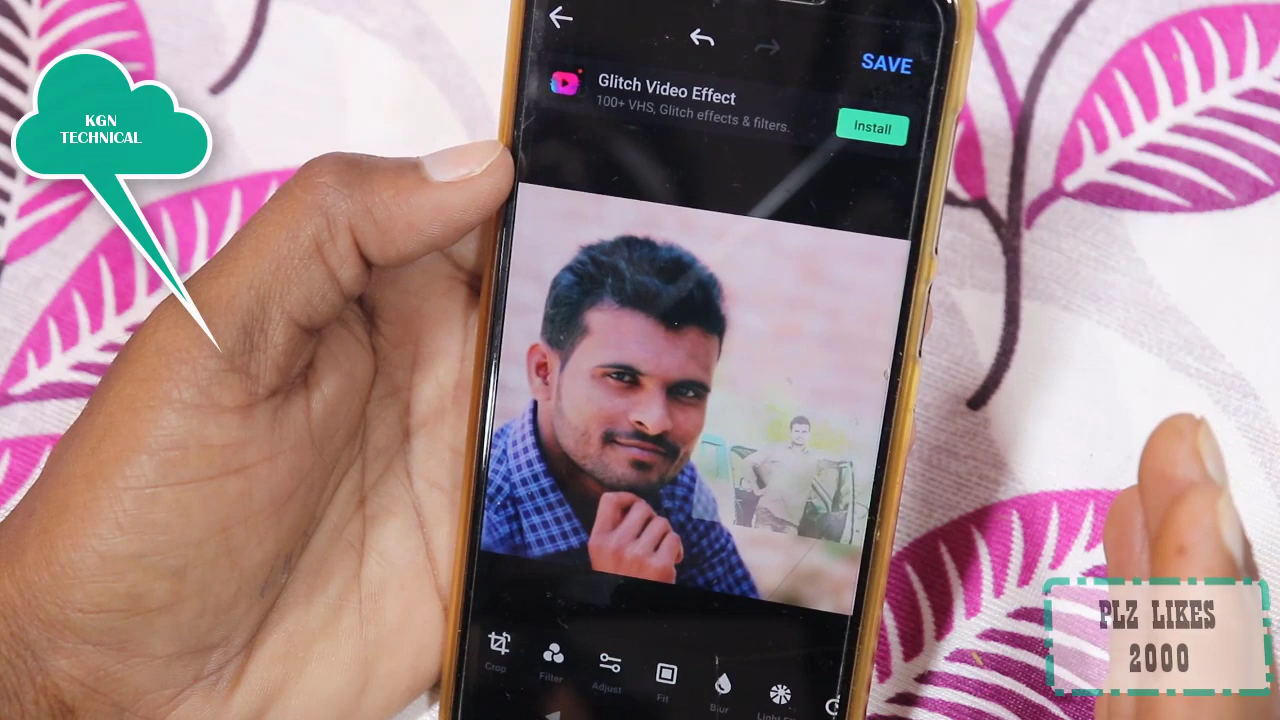 KGN
TECHNICAL
SAVE
Glitch Video Effect
100+ VHS, Glitch effects & filters.
Install
Crop
Filter
Adjust
Fit
Blur
PLZ LIKES
2000